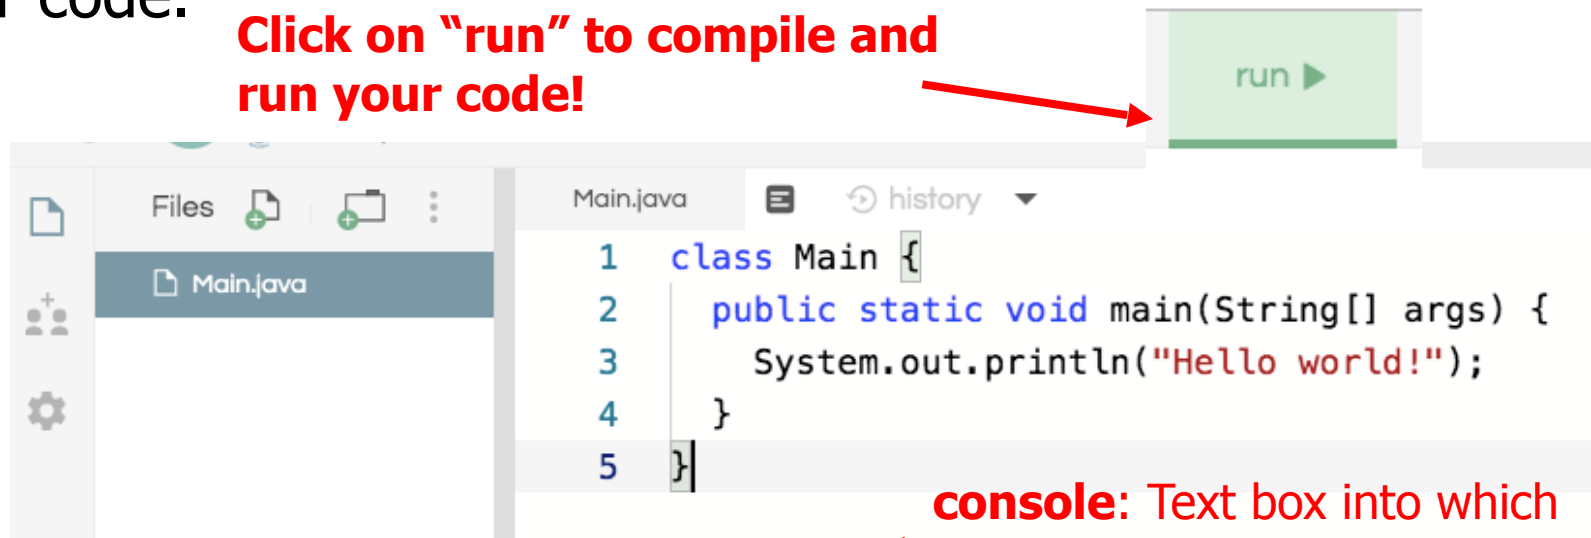 code.
Click on “run” to compile and
run your code!
run
Files
Main.java
Main.java
history
1 class Main {
2 public static void main(String[] args) {
3 System.out.println("Hello world!");
4 }
5 }
console: Text box into which